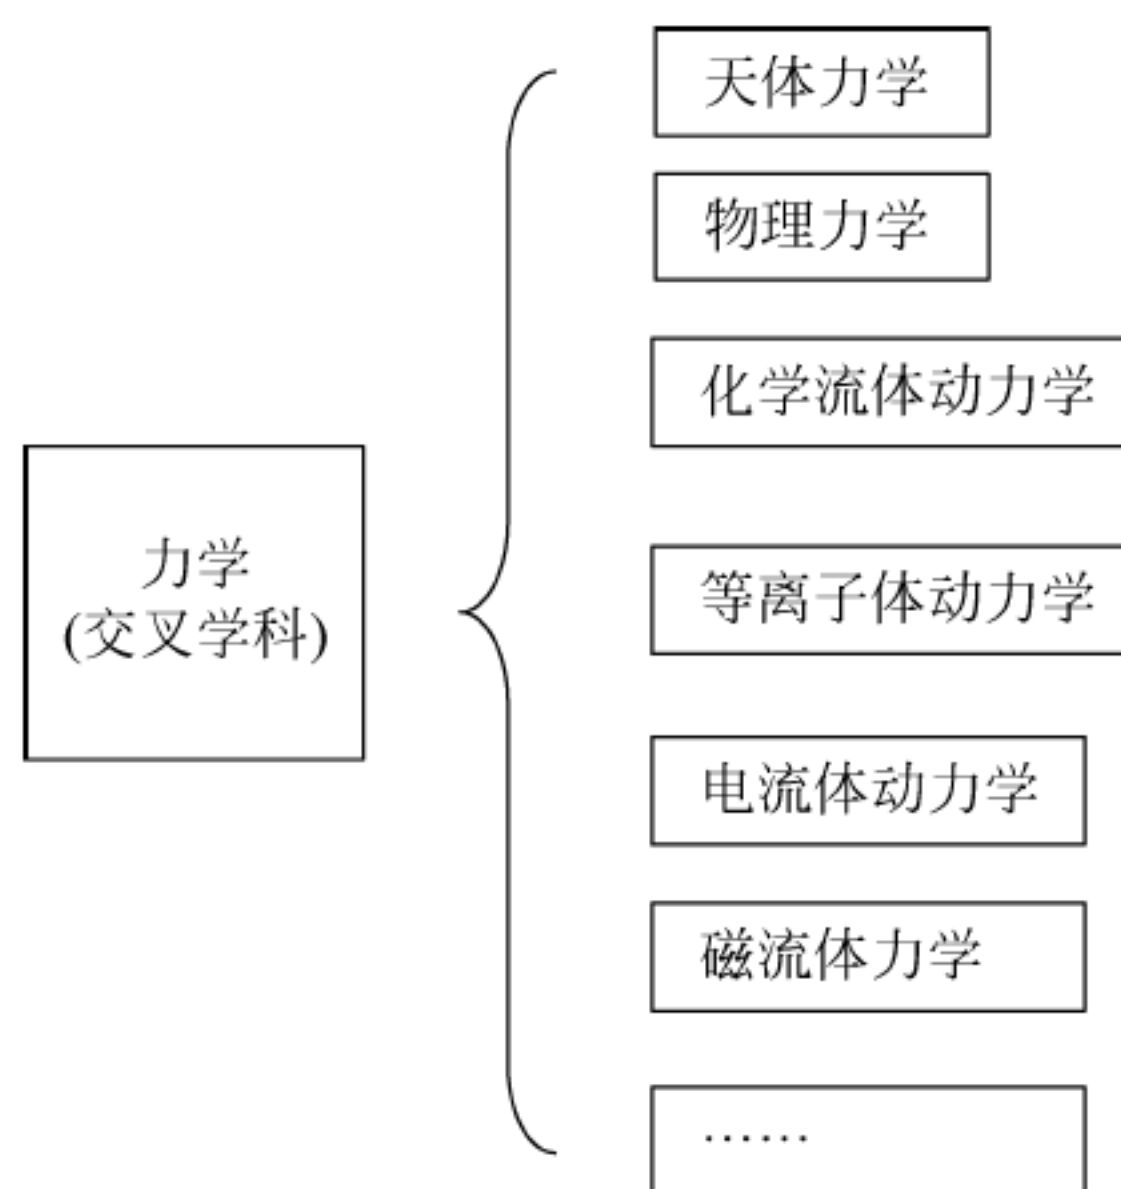 天体力学
物理力学
化学流体动力学
力学
(交叉学科)
等离子体动力学
电流体动力学
磁流体力学
……